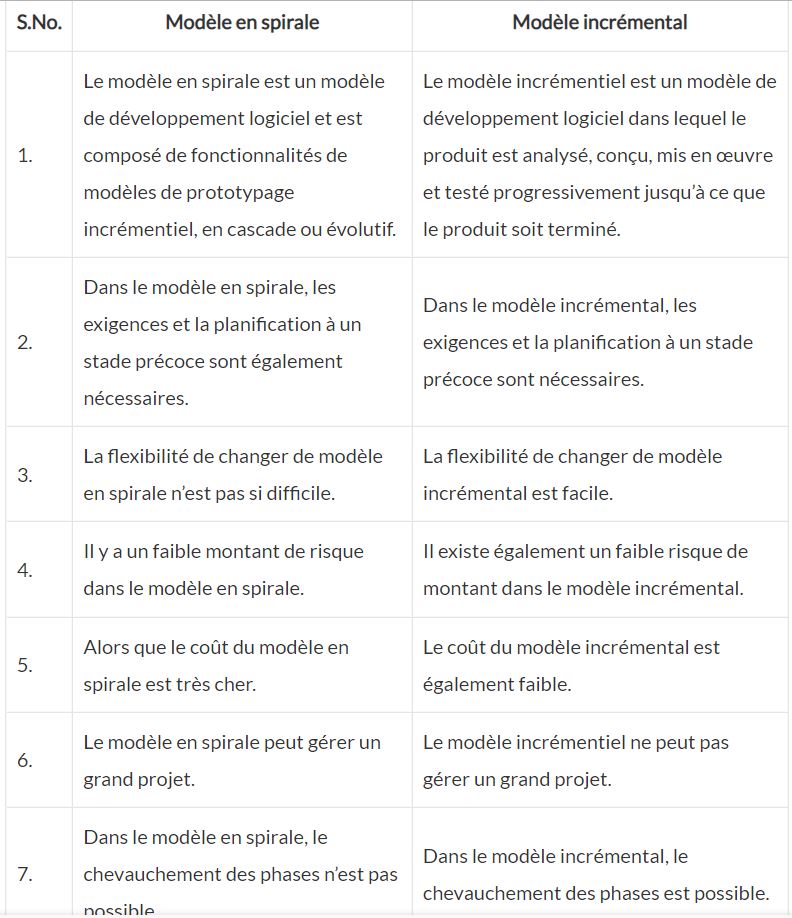 S.No.
Modèle en spirale
Modèle incrémental
1.
Le modèle en spirale est un modèle
de développement logiciel et est
composé de fonctionnalités de
modèles de prototypage
incrémentiel, en cascade ou évolutif.
Le modèle incrémentiel est un modèle de
développement logiciel dans lequel le
produit est analysé, conçu, mis en œuvre
et testé progressivement jusqu’à ce que
le produit soit terminé.
2.
Dans le modèle en spirale, les
exigences et la planification à un
stade précoce sont également
nécessaires.
Dans le modèle incrémental, les
exigences et la planification à un stade
précoce sont nécessaires.
3.
La flexibilité de changer de modèle
en spirale n’est pas si difficile.
La flexibilité de changer de modèle
incrémental est facile.
4.
Il y a un faible montant de risque
dans le modèle en spirale.
Il existe également un faible risque de
montant dans le modèle incrémental.
5.
Alors que le coût du modèle en
spirale est très cher.
Le coût du modèle incrémental est
également faible.
6.
Le modèle en spirale peut gérer un
grand projet.
Le modèle incrémentiel ne peut pas
gérer un grand projet.
7.
Dans le modèle en spirale, le
chevauchement des phases n’est pas
possible
Dans le modèle incrémental, le
chevauchement des phases est possible.